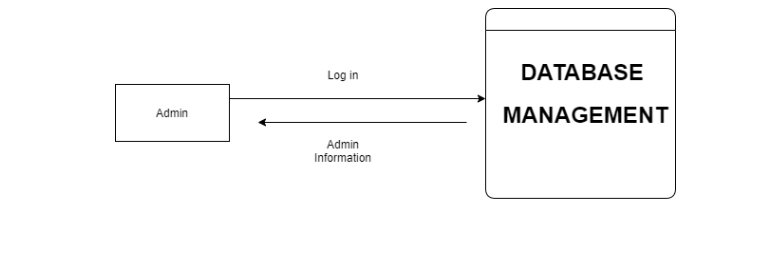 Log in
Admin
Admin
Information
DATABASE
MANAGEMENT